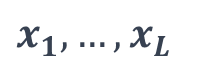 x₁, …, x_L